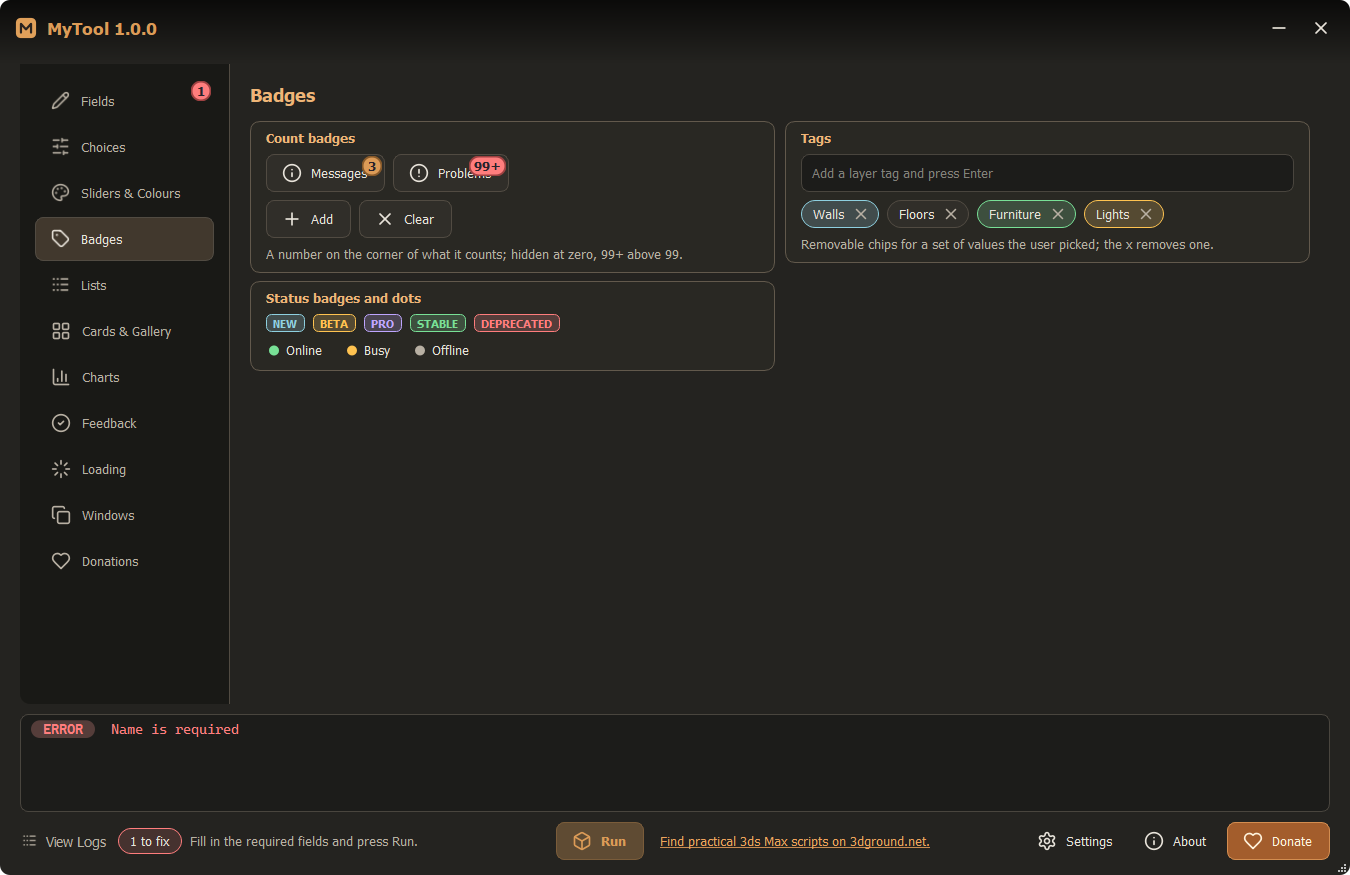 M MyTool 1.0.0
Fields 1
Choices
Sliders & Colours
Badges
Lists
Cards & Gallery
Charts
Feedback
Loading
Windows
Donations
Badges
Count badges
Messages 3
Problems 99+
Add Clear
A number on the corner of what it counts; hidden at zero, 99+ above 99.
Status badges and dots
NEW BETA PRO STABLE DEPRECATED
Online Busy Offline
Tags
Add a layer tag and press Enter
Walls Floors Furniture Lights
Removable chips for a set of values the user picked; the x removes one.
ERROR Name is required
View Logs 1 to fix Fill in the required fields and press Run. Run Find practical 3ds Max scripts on 3dground.net. Settings About Donate